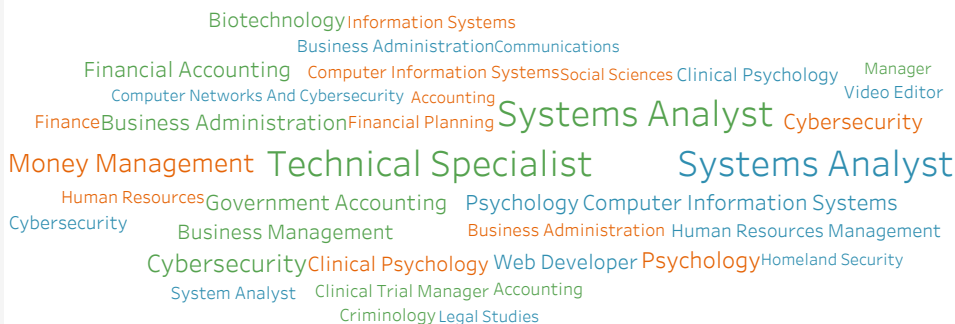 Biotechnology Information Systems
Business Administration Communications
Financial Accounting Computer Information Systems Social Sciences Clinical Psychology Manager
Computer Networks And Cybersecurity Accounting Video Editor
Finance Business Administration Financial Planning Systems Analyst Cybersecurity
Money Management Technical Specialist Systems Analyst
Human Resources Government Accounting Psychology Computer Information Systems
Cybersecurity Business Management Business Administration Human Resources Management
Cybersecurity Clinical Psychology Web Developer Psychology Homeland Security
System Analyst Clinical Trial Manager Accounting
Criminology Legal Studies